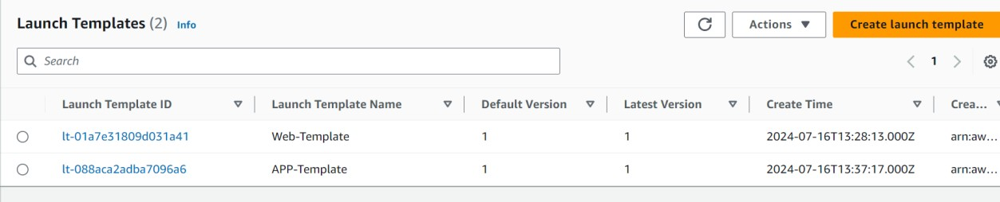 Launch Templates (2) Info Actions Create launch template
Search 1
Launch Template ID Launch Template Name Default Version Latest Version Create Time Crea...
lt-01a7e31809d031a41 Web-Template 1 1 2024-07-16T13:28:13.000Z arn:aw...
lt-088aca2adba7096a6 APP-Template 1 1 2024-07-16T13:37:17.000Z arn:aw...